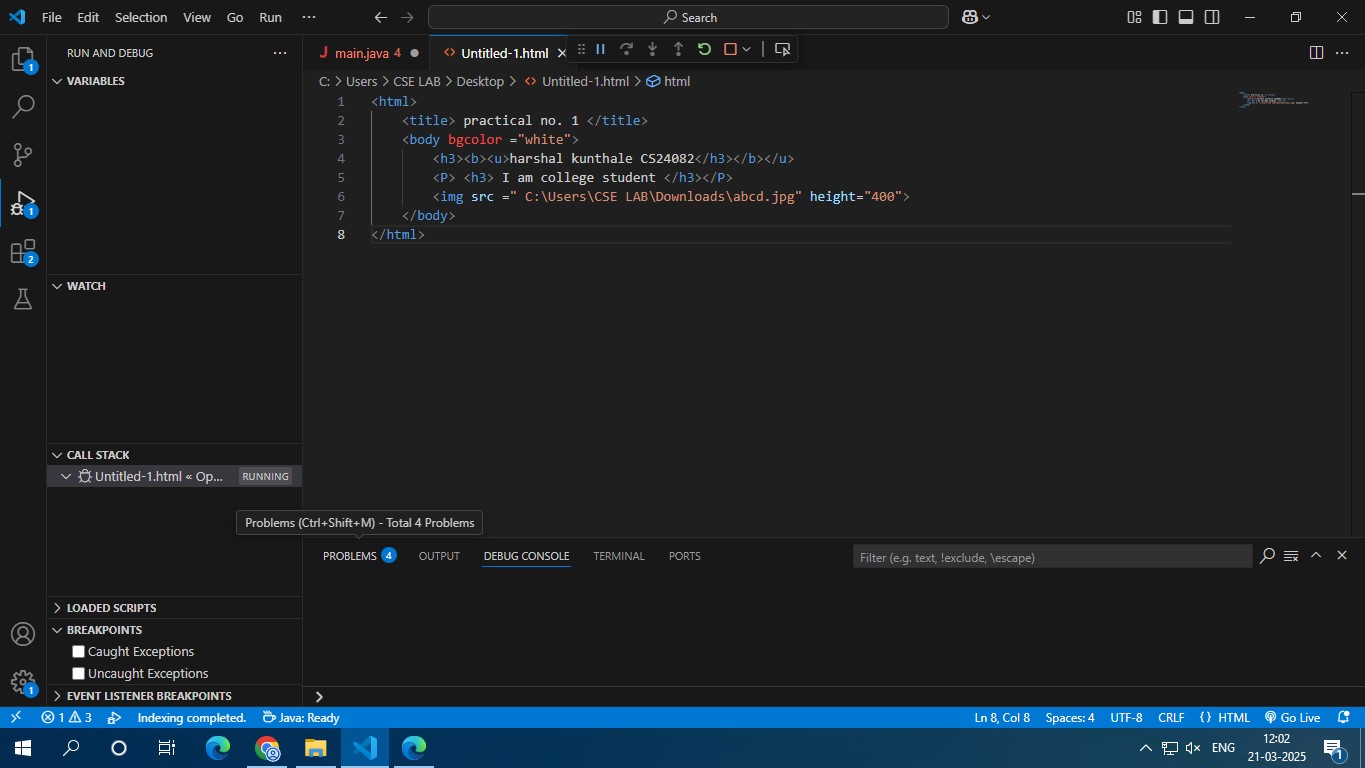 File Edit Selection View Go Run ··· Search
RUN AND DEBUG ···
main.java 4 Untitled-1.html
VARIABLES
C: > Users > CSE LAB > Desktop > Untitled-1.html > html
1 <html>
2 <title> practical no. 1 </title>
3 <body bgcolor ="white">
4 <h3><b><u>harshal kunthale CS24082</h3></b></u>
5 <P> <h3> I am college student </h3></P>
6 <img src =" C:\Users\CSE LAB\Downloads\abcd.jpg" height="400">
7 </body>
8 </html>
1
1
2
WATCH
CALL STACK
Untitled-1.html « Op... RUNNING
Problems (Ctrl+Shift+M) - Total 4 Problems
PROBLEMS 4 OUTPUT DEBUG CONSOLE TERMINAL PORTS Filter (e.g. text, !exclude, \escape)
LOADED SCRIPTS
BREAKPOINTS
Caught Exceptions
Uncaught Exceptions
1
EVENT LISTENER BREAKPOINTS
1 3 Indexing completed. Java: Ready Ln 8, Col 8 Spaces: 4 UTF-8 CRLF {} HTML Go Live
ENG 12:02
21-03-2025 1